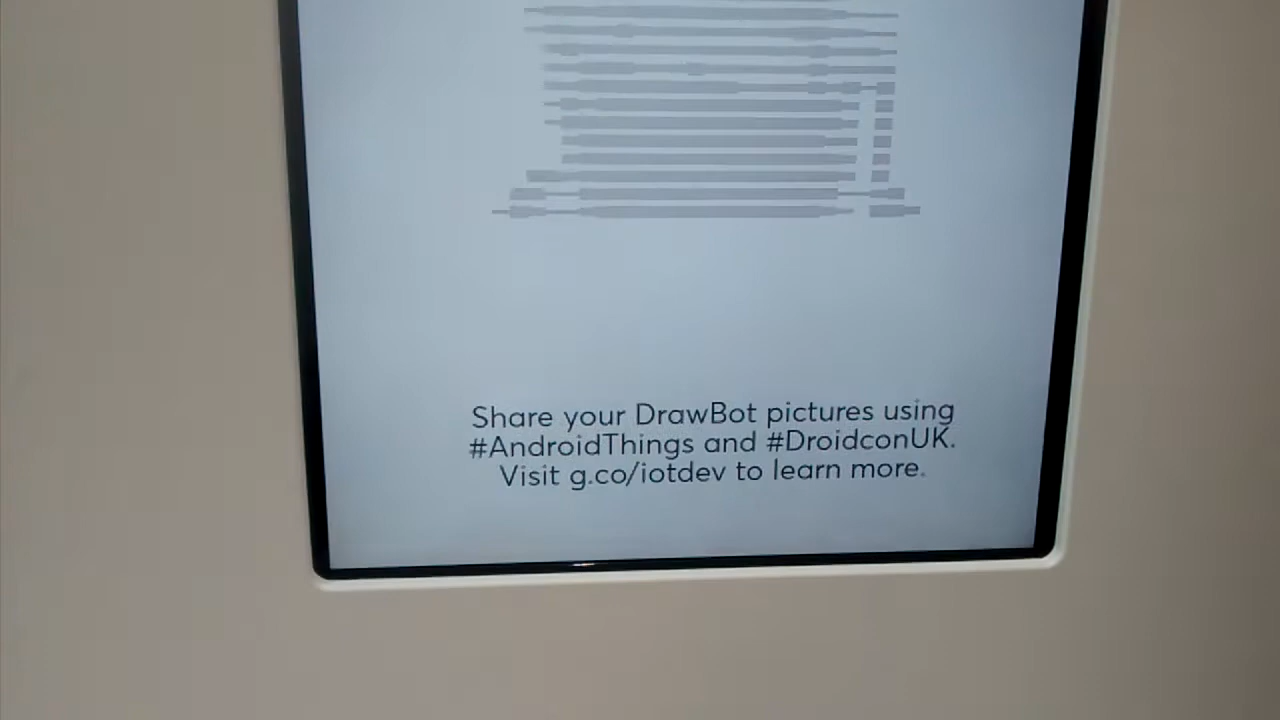 Share your DrawBot pictures using
#AndroidThings and #DroidconUK.
Visit g.co/iotdev to learn more.